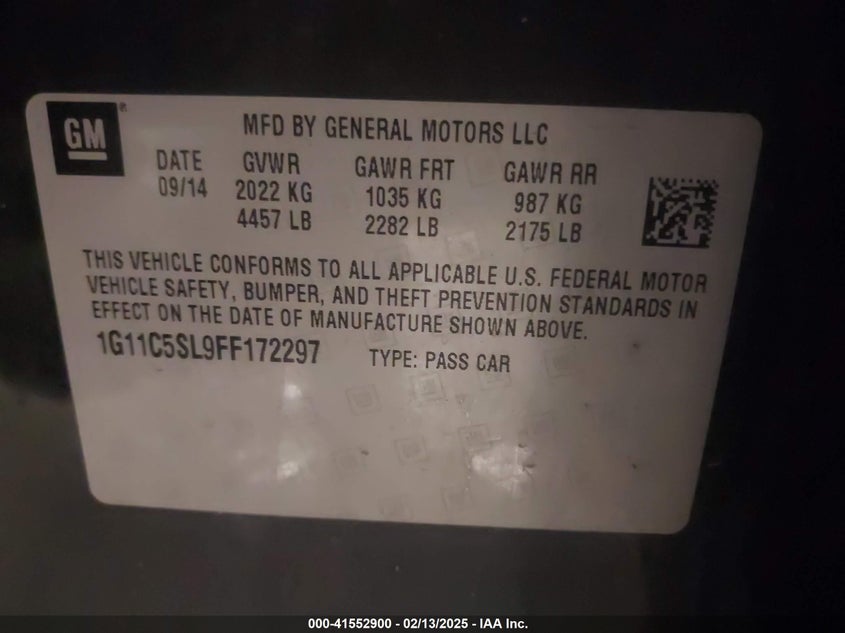 GM ®
MFD BY GENERAL MOTORS LLC
DATE GVWR GAWR FRT GAWR RR
09/14 2022 KG 1035 KG 987 KG
4457 LB 2282 LB 2175 LB
THIS VEHICLE CONFORMS TO ALL APPLICABLE U.S. FEDERAL MOTOR
VEHICLE SAFETY, BUMPER, AND THEFT PREVENTION STANDARDS IN
EFFECT ON THE DATE OF MANUFACTURE SHOWN ABOVE.
1G11C5SL9FF172297 TYPE: PASS CAR
000-41552900 - 02/13/2025 - IAA Inc.